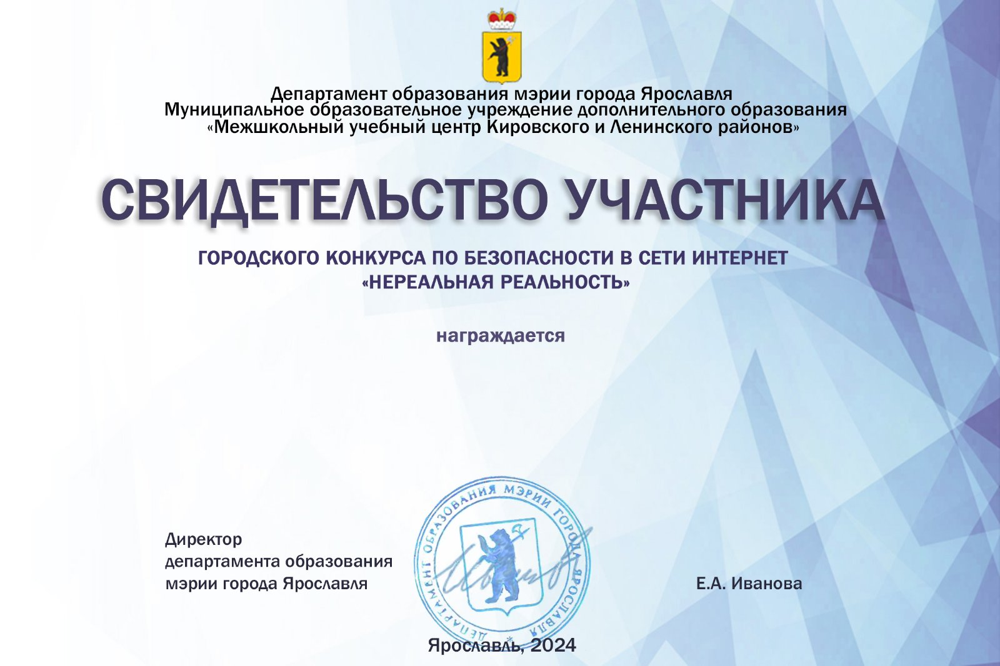 Департамент образования мэрии города Ярославля
Муниципальное образовательное учреждение дополнительного образования
«Межшкольный учебный центр Кировского и Ленинского районов»
СВИДЕТЕЛЬСТВО УЧАСТНИКА
ГОРОДСКОГО КОНКУРСА ПО БЕЗОПАСНОСТИ В СЕТИ ИНТЕРНЕТ
«НЕРЕАЛЬНАЯ РЕАЛЬНОСТЬ»
награждается
Директор
департамента образования
мэрии города Ярославля
ДЕПАРТАМЕНТ ОБРАЗОВАНИЯ МЭРИИ ГОРОДА ЯРОСЛАВЛЯ *
Е.А. Иванова
Ярославль, 2024